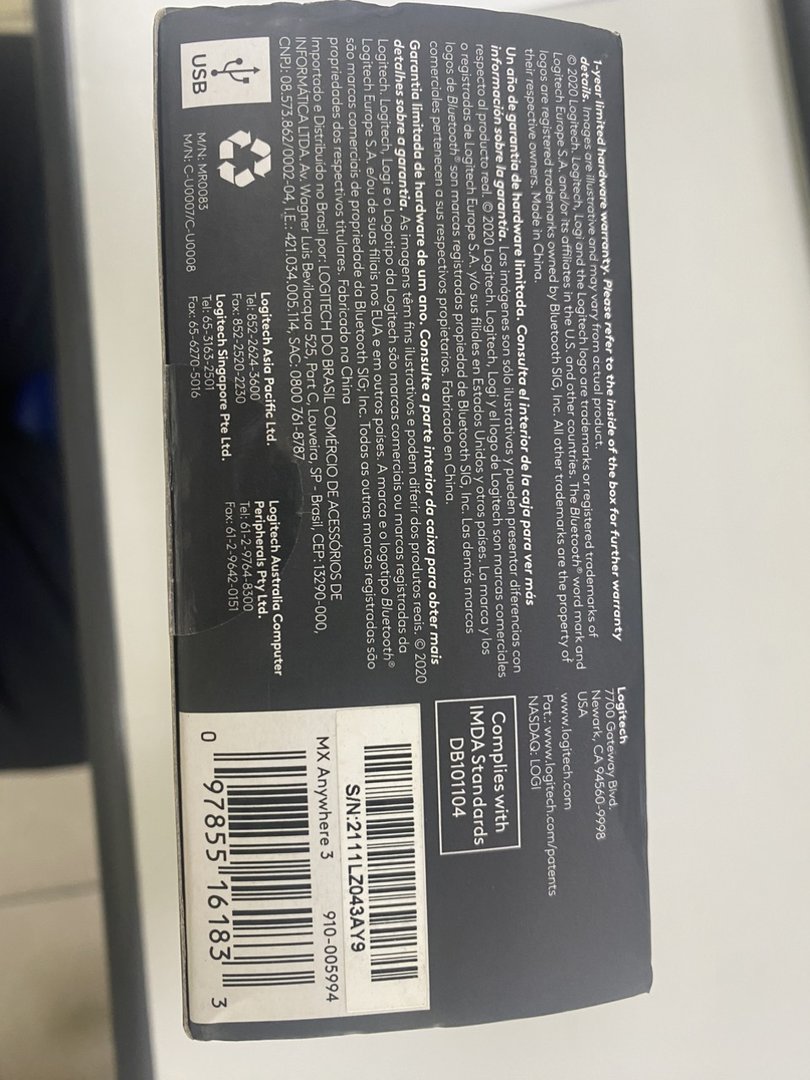 1-year limited hardware warranty. Please refer to the inside of the box for further warranty
details. Images are illustrative and may vary from actual product.
© 2020 Logitech. Logitech, Logi and the Logitech logo are trademarks or registered trademarks of
Logitech Europe S.A. and/or its affiliates in the U.S. and other countries. The Bluetooth® word mark and
logos are registered trademarks owned by Bluetooth SIG, Inc. All other trademarks are the property of
their respective owners. Made in China.
Un año de garantía de hardware limitada. Consulta el interior de la caja para ver más
información sobre la garantía. Las imágenes son sólo ilustrativas y pueden presentar diferencias con
respecto al producto real. © 2020 Logitech. Logitech, Logi y el logo de Logitech son marcas comerciales
o registradas de Logitech Europe S.A. y/o sus filiales en Estados Unidos y otros países. La marca y los
logos de Bluetooth® son marcas registradas propiedad de Bluetooth SIG, Inc. Las demás marcas
comerciales pertenecen a sus respectivos propietarios. Fabricado en China.
Garantia limitada de hardware de um ano. Consulte a parte interior da caixa para obter mais
detalhes sobre a garantia. As imagens têm fins ilustrativos e podem diferir dos produtos reais. © 2020
Logitech. Logitech, Logi e o Logotipo da Logitech são marcas comerciais ou marcas registradas da
Logitech Europe S.A. e/ou de suas filiais nos EUA e em outros países. A marca e o logotipo Bluetooth®
são marcas comerciais de propriedade da Bluetooth SIG, Inc. Todas as outras marcas registradas são
propriedades dos respectivos titulares. Fabricado na China
Importado e Distribuído no Brasil por: LOGITECH DO BRASIL COMÉRCIO DE ACESSÓRIOS DE
INFORMÁTICA LTDA. Av. Wagner Luis Bevilacqua 525, Part C, Louveira, SP - Brasil, CEP: 13290-000,
CNPJ: 08.573.862/0002-04, I.E.: 421.034.005.114, SAC: 0800 761-8787
USB
M/N: MR0083
M/N: C-U0007/C-U0008
Logitech Asia Pacific Ltd.
Tel: 852-2624-3600
Fax: 852-2520-2230
Logitech Singapore Pte Ltd.
Tel: 65-3163-2501
Fax: 65-6270-5016
Logitech Australia Computer
Peripherals Pty Ltd.
Tel: 61-2-9764-8300
Fax: 61-2-9642-0151
Logitech
7700 Gateway Blvd.
Newark, CA 94560-9998
USA
www.logitech.com
Pat.: www.logitech.com/patents
NASDAQ: LOGI
Complies with
IMDA Standards
DB101104
S/N:2111LZ043AY9
MX Anywhere 3 910-005994
0 97855 16183 3